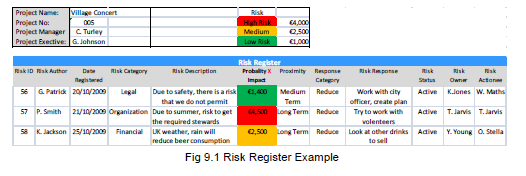 Project Name: Village Concert Risk
Project No: 005 High Risk €4,000
Project Manager C. Turley Medium €2,500
Project Exective: G. Johnson Low Risk €1,000
Risk Register
Risk ID Risk Author Date Registered Risk Category Risk Description Probality X Impact Proximity Response Category Risk Response Risk Status Risk Owner Risk Actionee
56 G. Patrick 20/10/2009 Legal Due to safety, there is a risk that we do not permit €1,400 Medium Term Reduce Work with city officer, create plan Active K.Jones W. Maths
57 P. Smith 21/10/2009 Organization Due to summer, risk to get the required stewards Long Term Reduce Try to work with volenteers Active T. Jarvis T. Jarvis
58 K. Jackson 25/10/2009 Financial UK weather, rain will reduce beer consumption €2,500 Long Term Reduce Look at other drinks to sell Active Y. Young O. Stella
Fig 9.1 Risk Register Example